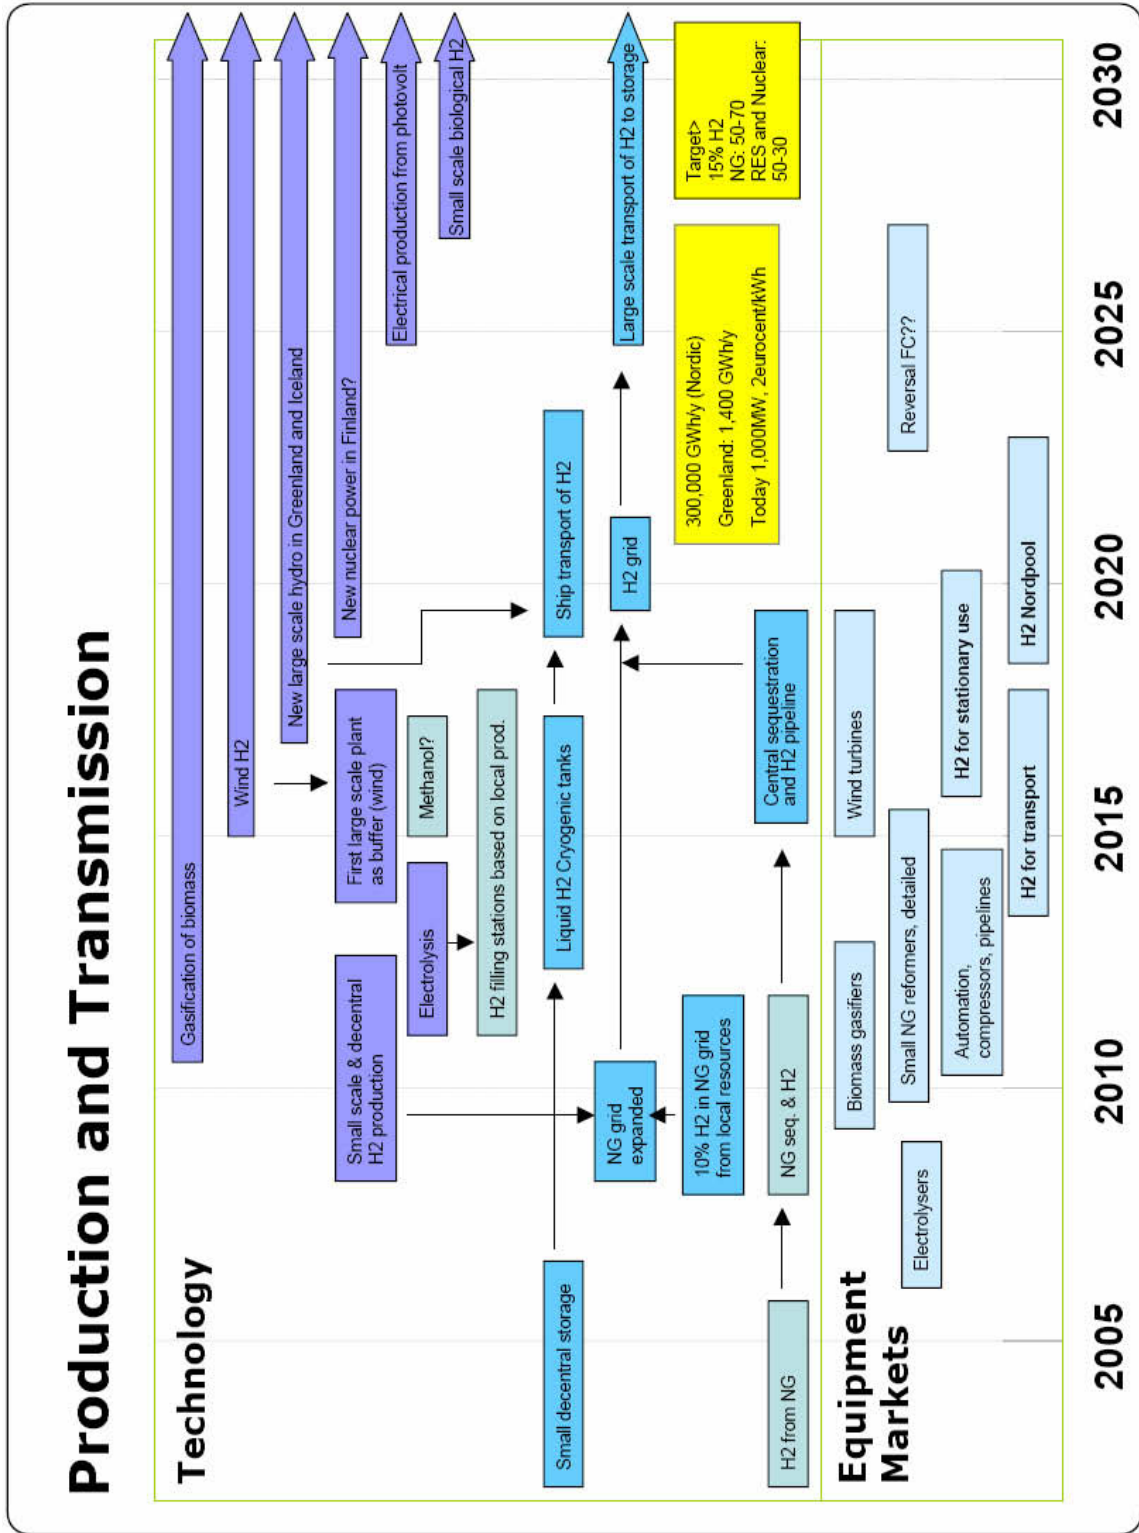 Production and Transmission
Technology
Gasification of biomass
Wind H2
New large scale hydro in Greenland and Iceland
New nuclear power in Finland?
Electrical production from photovolt
Small scale biological H2
Small scale & decentral
H2 production
First large scale plant
as buffer (wind)
Electrolysis
Methanol?
H2 filling stations based on local prod.
Small decentral storage
Liquid H2 Cryogenic tanks
Ship transport of H2
NG grid
expanded
H2 grid
Large scale transport of H2 to storage
10% H2 in NG grid
from local resources
300,000 GWh/y (Nordic)
Greenland: 1,400 GWh/y
Today 1,000MW, 2eurocent/kWh
Target>
15% H2
NG: 50-70
RES and Nuclear:
50-30
H2 from NG
NG seq. & H2
Central sequestration
and H2 pipeline
Equipment
Markets
Biomass gasifiers
Wind turbines
Electrolysers
Small NG reformers, detailed
Reversal FC??
Automation,
compressors, pipelines
H2 for stationary use
H2 for transport
H2 Nordpool
2005
2010
2015
2020
2025
2030